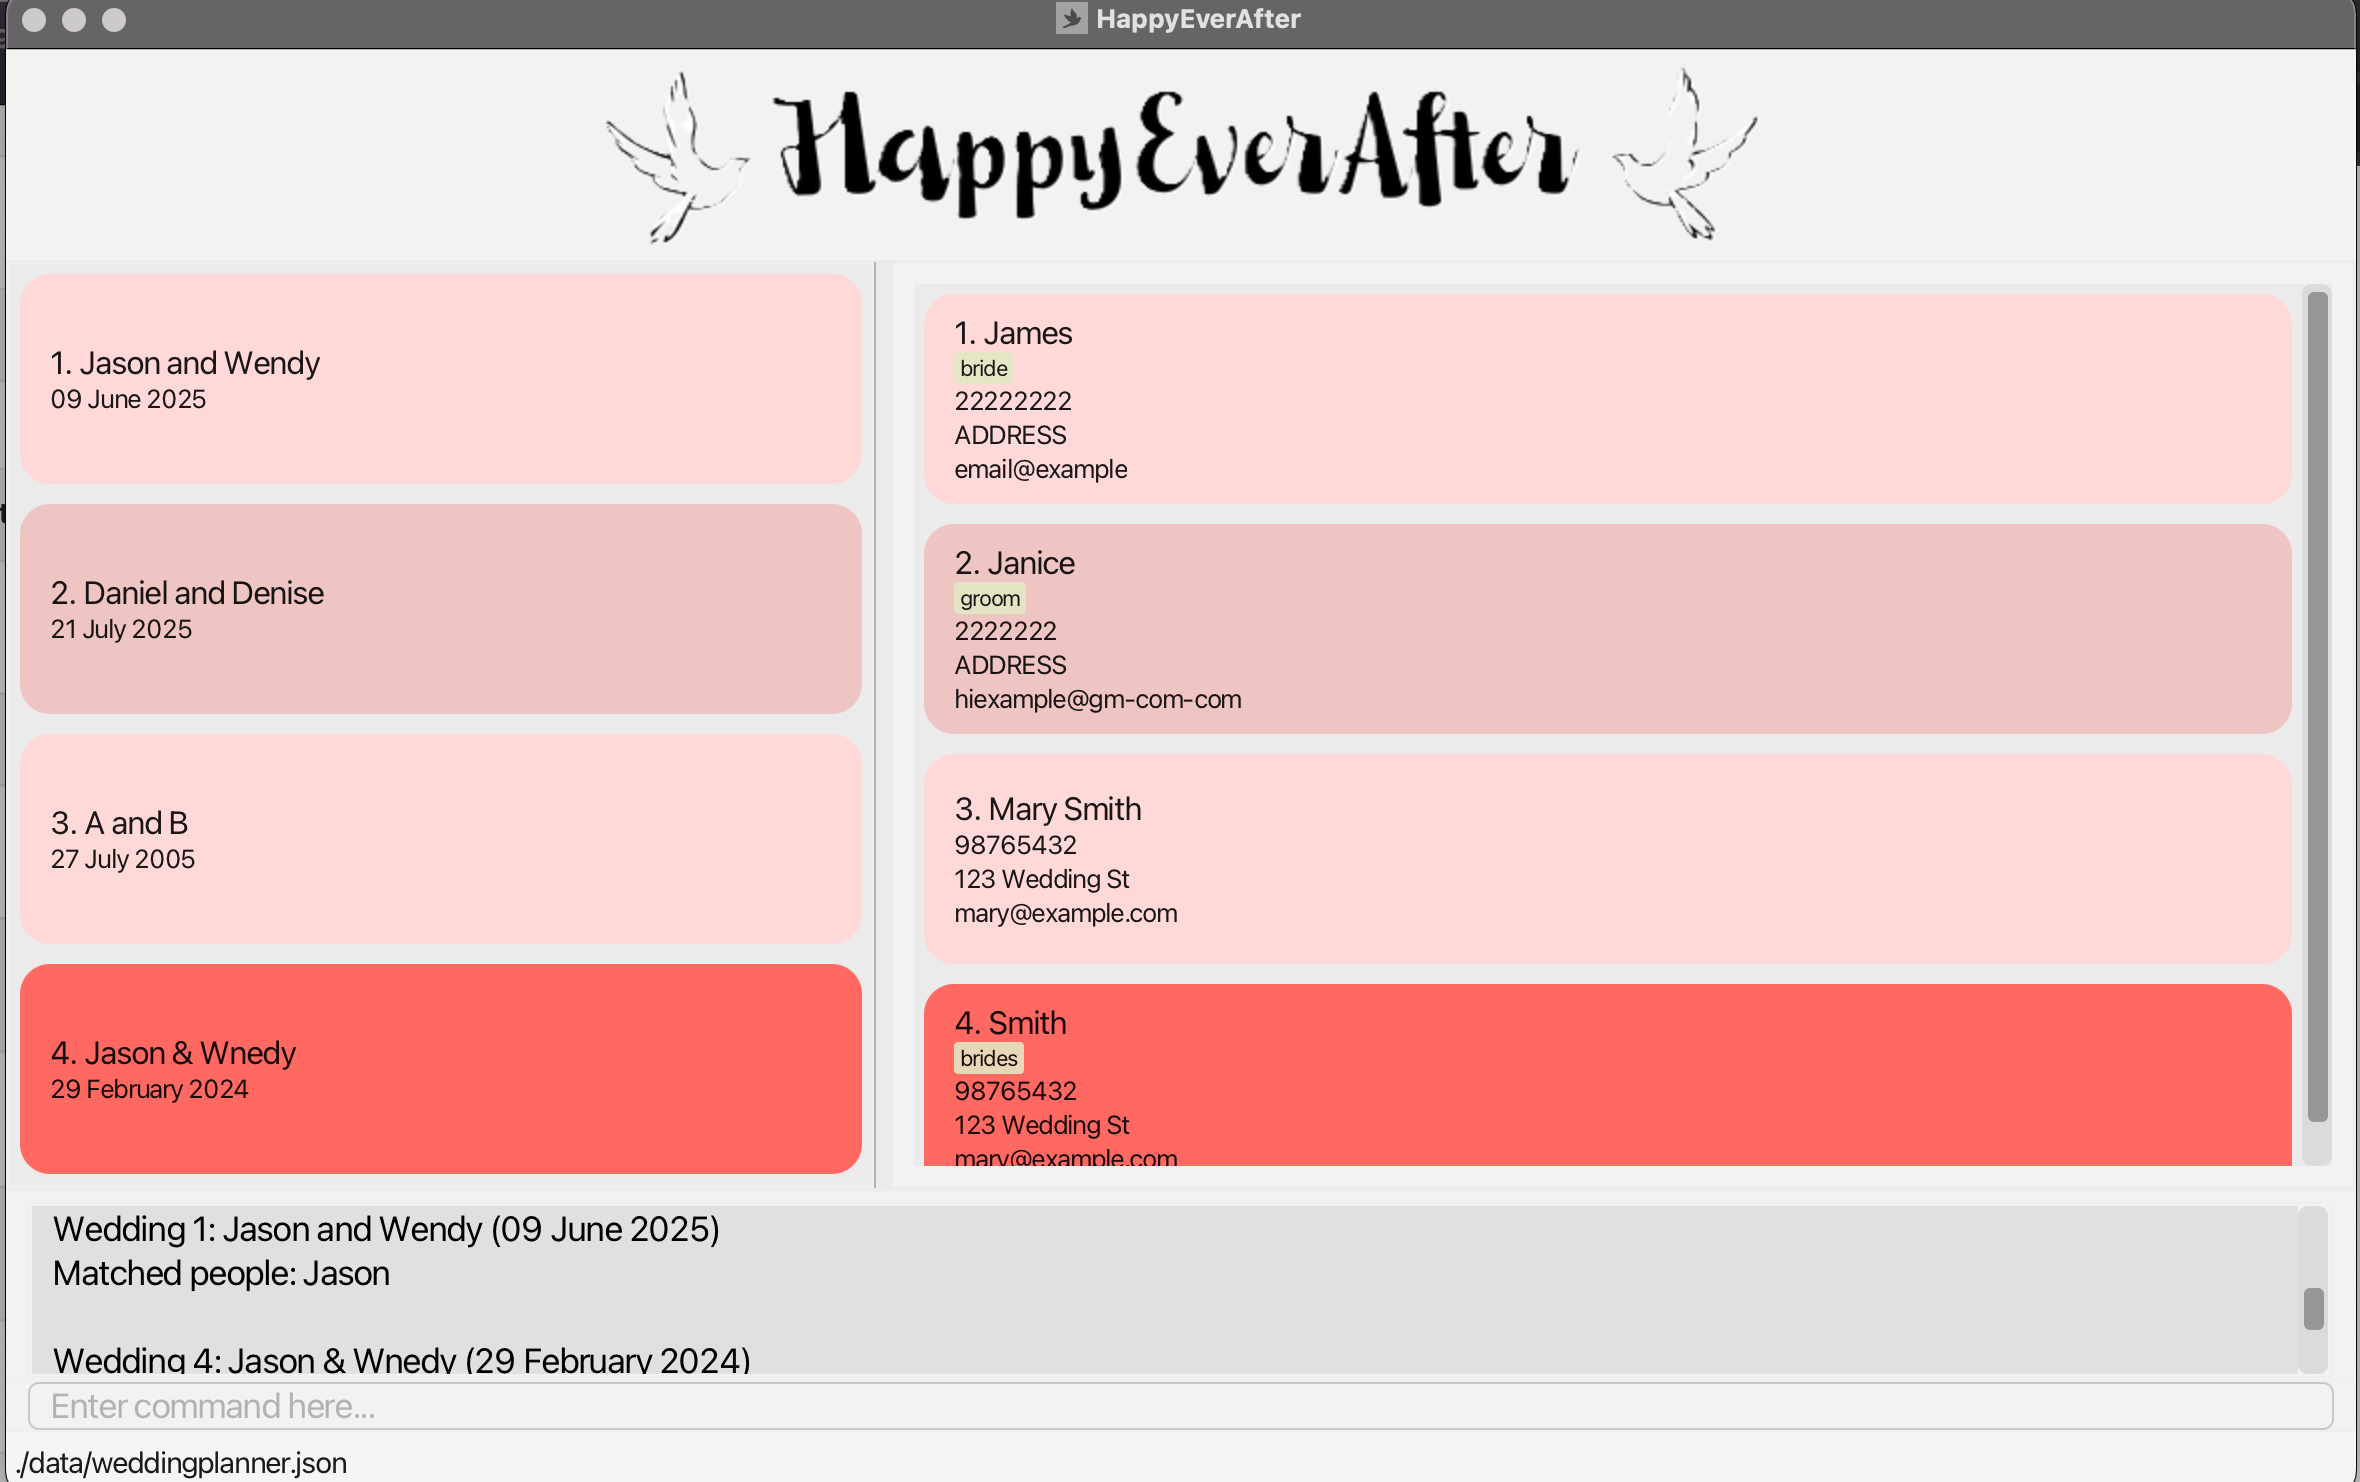 HappyEverAfter
HappyEverAfter
1. Jason and Wendy
09 June 2025
2. Daniel and Denise
21 July 2025
3. A and B
27 July 2005
4. Jason & Wnedy
29 February 2024
1. James
bride
22222222
ADDRESS
email@example
2. Janice
groom
2222222
ADDRESS
hiexample@gm-com-com
3. Mary Smith
98765432
123 Wedding St
mary@example.com
4. Smith
brides
98765432
123 Wedding St
mary@example.com
Wedding 1: Jason and Wendy (09 June 2025)
Matched people: Jason
Wedding 4: Jason & Wnedy (29 February 2024)
Enter command here...
./data/weddingplanner.json